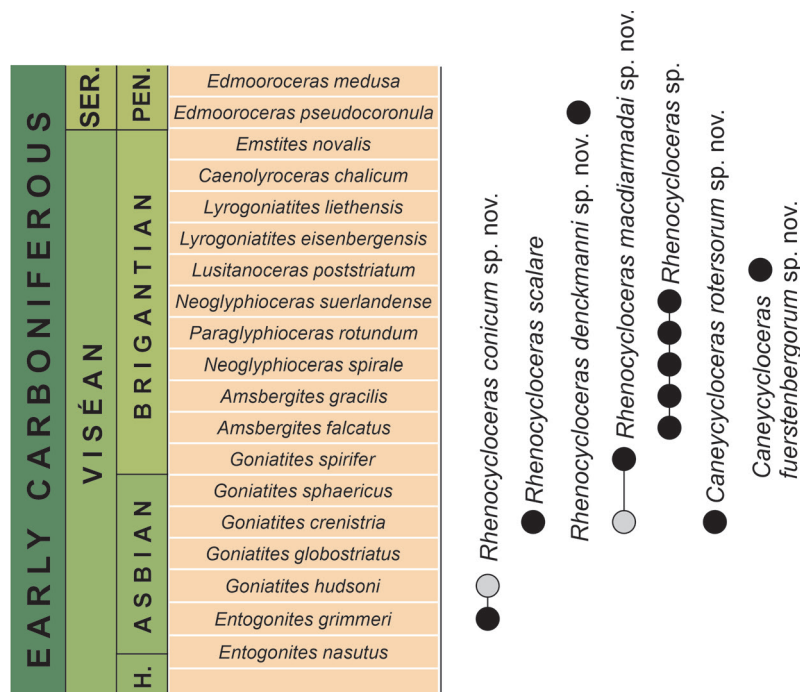 EARLY CARBONIFEROUS
SER.
VISÉAN
PEN.
BRIGANTIAN
ASBIAN
H.
Edmooroceras medusa
Edmooroceras pseudocoronula
Emstites novalis
Caenolyroceras chalicum
Lyrogoniatites liethensis
Lyrogoniatites eisenbergensis
Lusitanoceras poststriatum
Neoglyphioceras suerlandense
Paraglyphioceras rotundum
Neoglyphioceras spirale
Arnsbergites gracilis
Arnsbergites falcatus
Goniatites spirifer
Goniatites sphaericus
Goniatites crenistria
Goniatites globostriatus
Goniatites hudsoni
Entogonites grimmeri
Entogonites nasutus
Rhenocycloceras conicum sp. nov.
Rhenocycloceras scalare
Rhenocycloceras denckmanni sp. nov.
Rhenocycloceras macdiarmadai sp. nov.
Rhenocycloceras sp.
Caneycycloceras rotersorum sp. nov.
Caneycycloceras
fuerstenbergorum sp. nov.